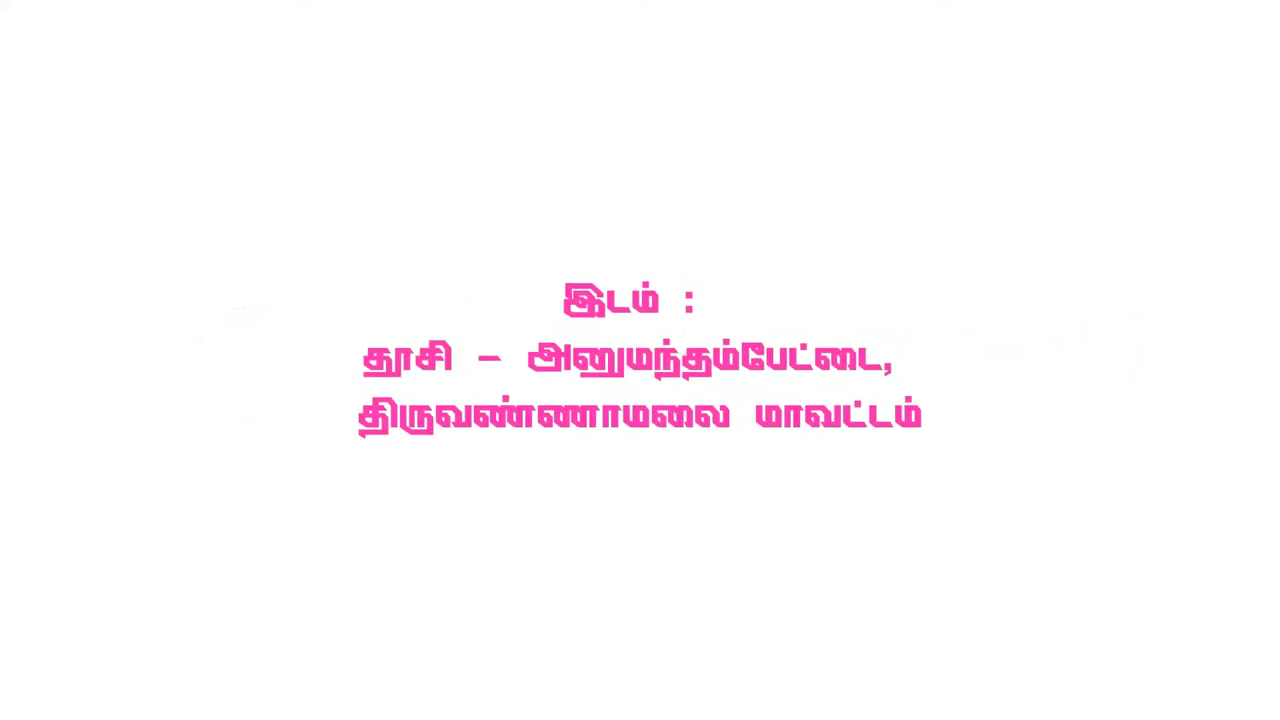 இடம் :
தூசி - அனுமந்தம்பேட்டை,
திருவண்ணாமலை மாவட்டம்